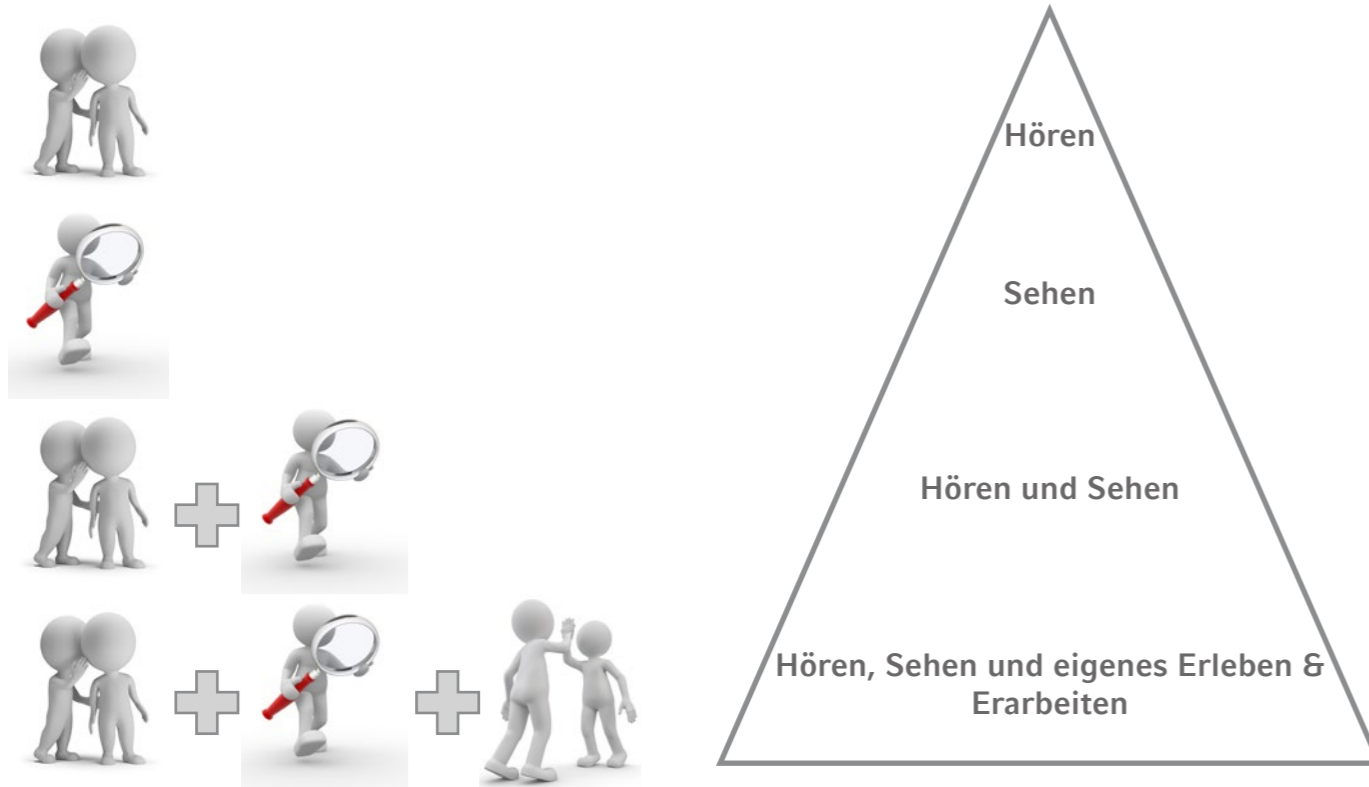 Hören
Sehen
Hören und Sehen
Hören, Sehen und eigenes Erleben &
Erarbeiten